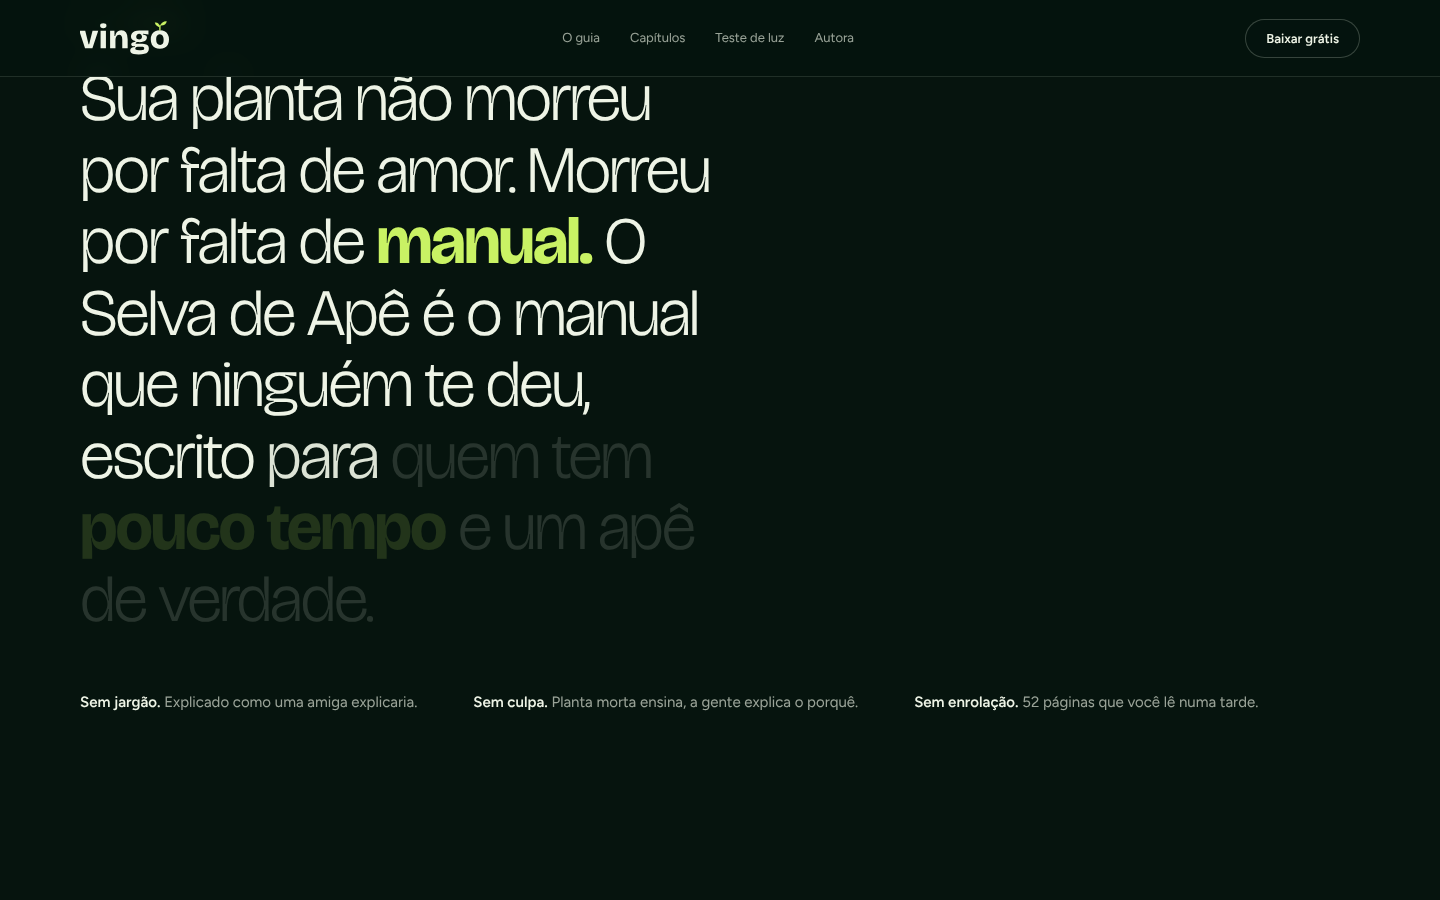 vingo
O guia
Capítulos
Teste de luz
Autora
Baixar grátis
Sua planta não morreu
por falta de amor. Morreu
por falta de manual. O
Selva de Apê é o manual
que ninguém te deu,
escrito para quem tem
pouco tempo e um apê
de verdade.
Sem jargão. Explicado como uma amiga explicaria.
Sem culpa. Planta morta ensina, a gente explica o porquê.
Sem enrolação. 52 páginas que você lê numa tarde.